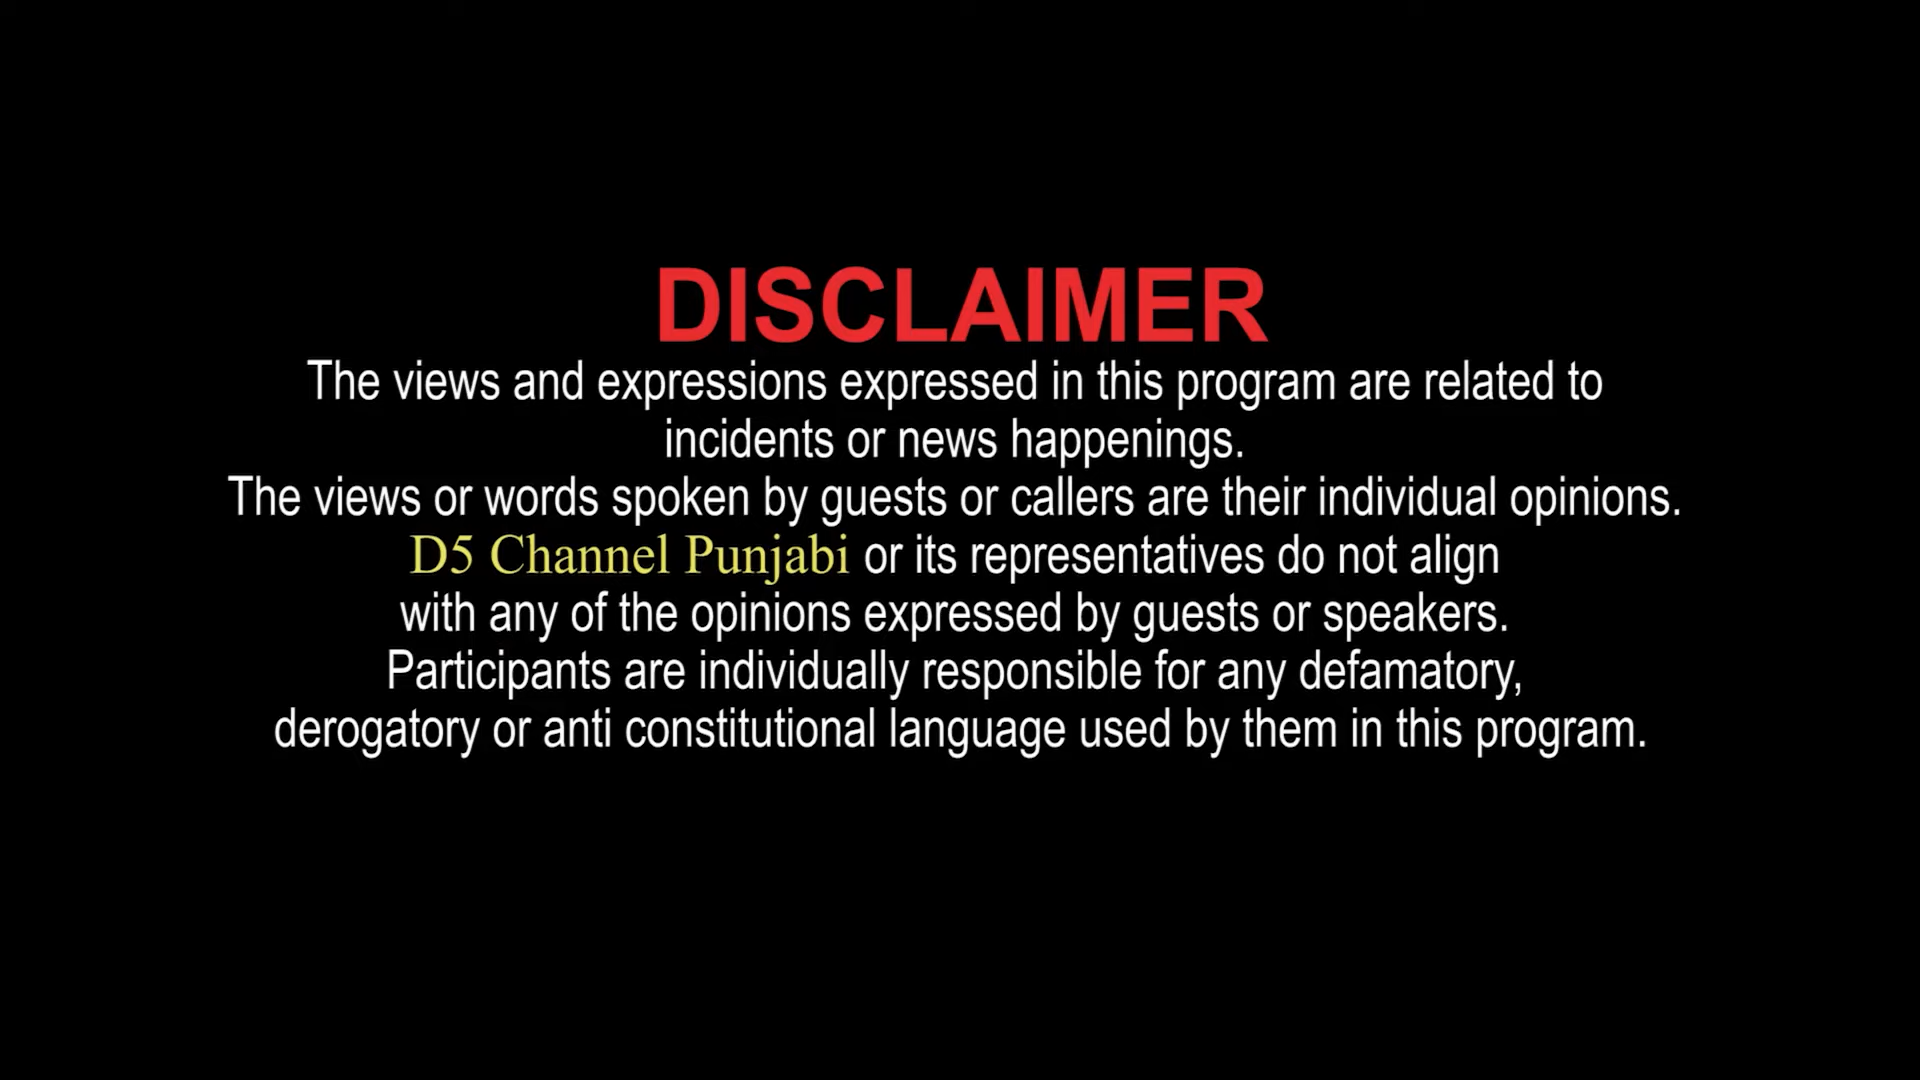 DISCLAIMER
The views and expressions expressed in this program are related to
incidents or news happenings.
The views or words spoken by guests or callers are their individual opinions.
D5 Channel Punjabi or its representatives do not align
with any of the opinions expressed by guests or speakers.
Participants are individually responsible for any defamatory,
derogatory or anti constitutional language used by them in this program.